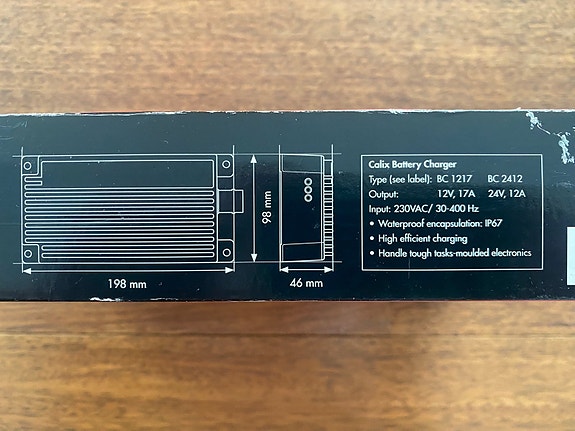 198 mm
98 mm
46 mm
Calix Battery Charger
Type (see label): BC 1217 BC 2412
Output: 12V, 17A 24V, 12A
Input: 230VAC/ 30-400 Hz
• Waterproof encapsulation: IP67
• High efficient charging
• Handle tough tasks-moulded electronics